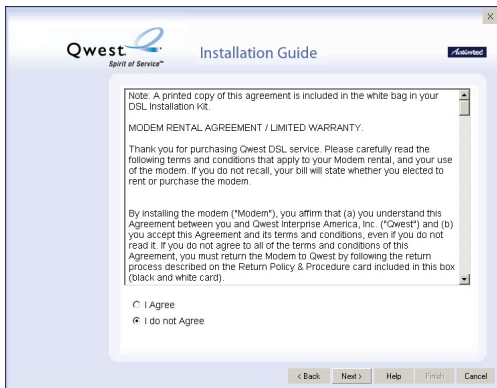 X
Qwest.
Spirit of Service™
Installation Guide
Actiontec
Note: A printed copy of this agreement is included in the white bag in your
DSL Installation Kit.
MODEM RENTAL AGREEMENT / LIMITED WARRANTY.
Thank you for purchasing Qwest DSL service. Please carefully read the
following terms and conditions that apply to your Modem rental, and your use
of the modem. If you do not recall, your bill will state whether you elected to
rent or purchase the modem.
By installing the modem ("Modem"), you affirm that (a) you understand this
Agreement between you and Qwest Interprise America, Inc. ("Qwest") and (b)
you accept this Agreement and its terms and conditions, even if you do not
read it. If you do not agree to all of the terms and conditions of this
Agreement, you must return the Modem to Qwest by following the return
process described on the Return Policy & Procedure card included in this box
(black and white card).
I Agree
I do not Agree
< Back Next > Help Finish Cancel